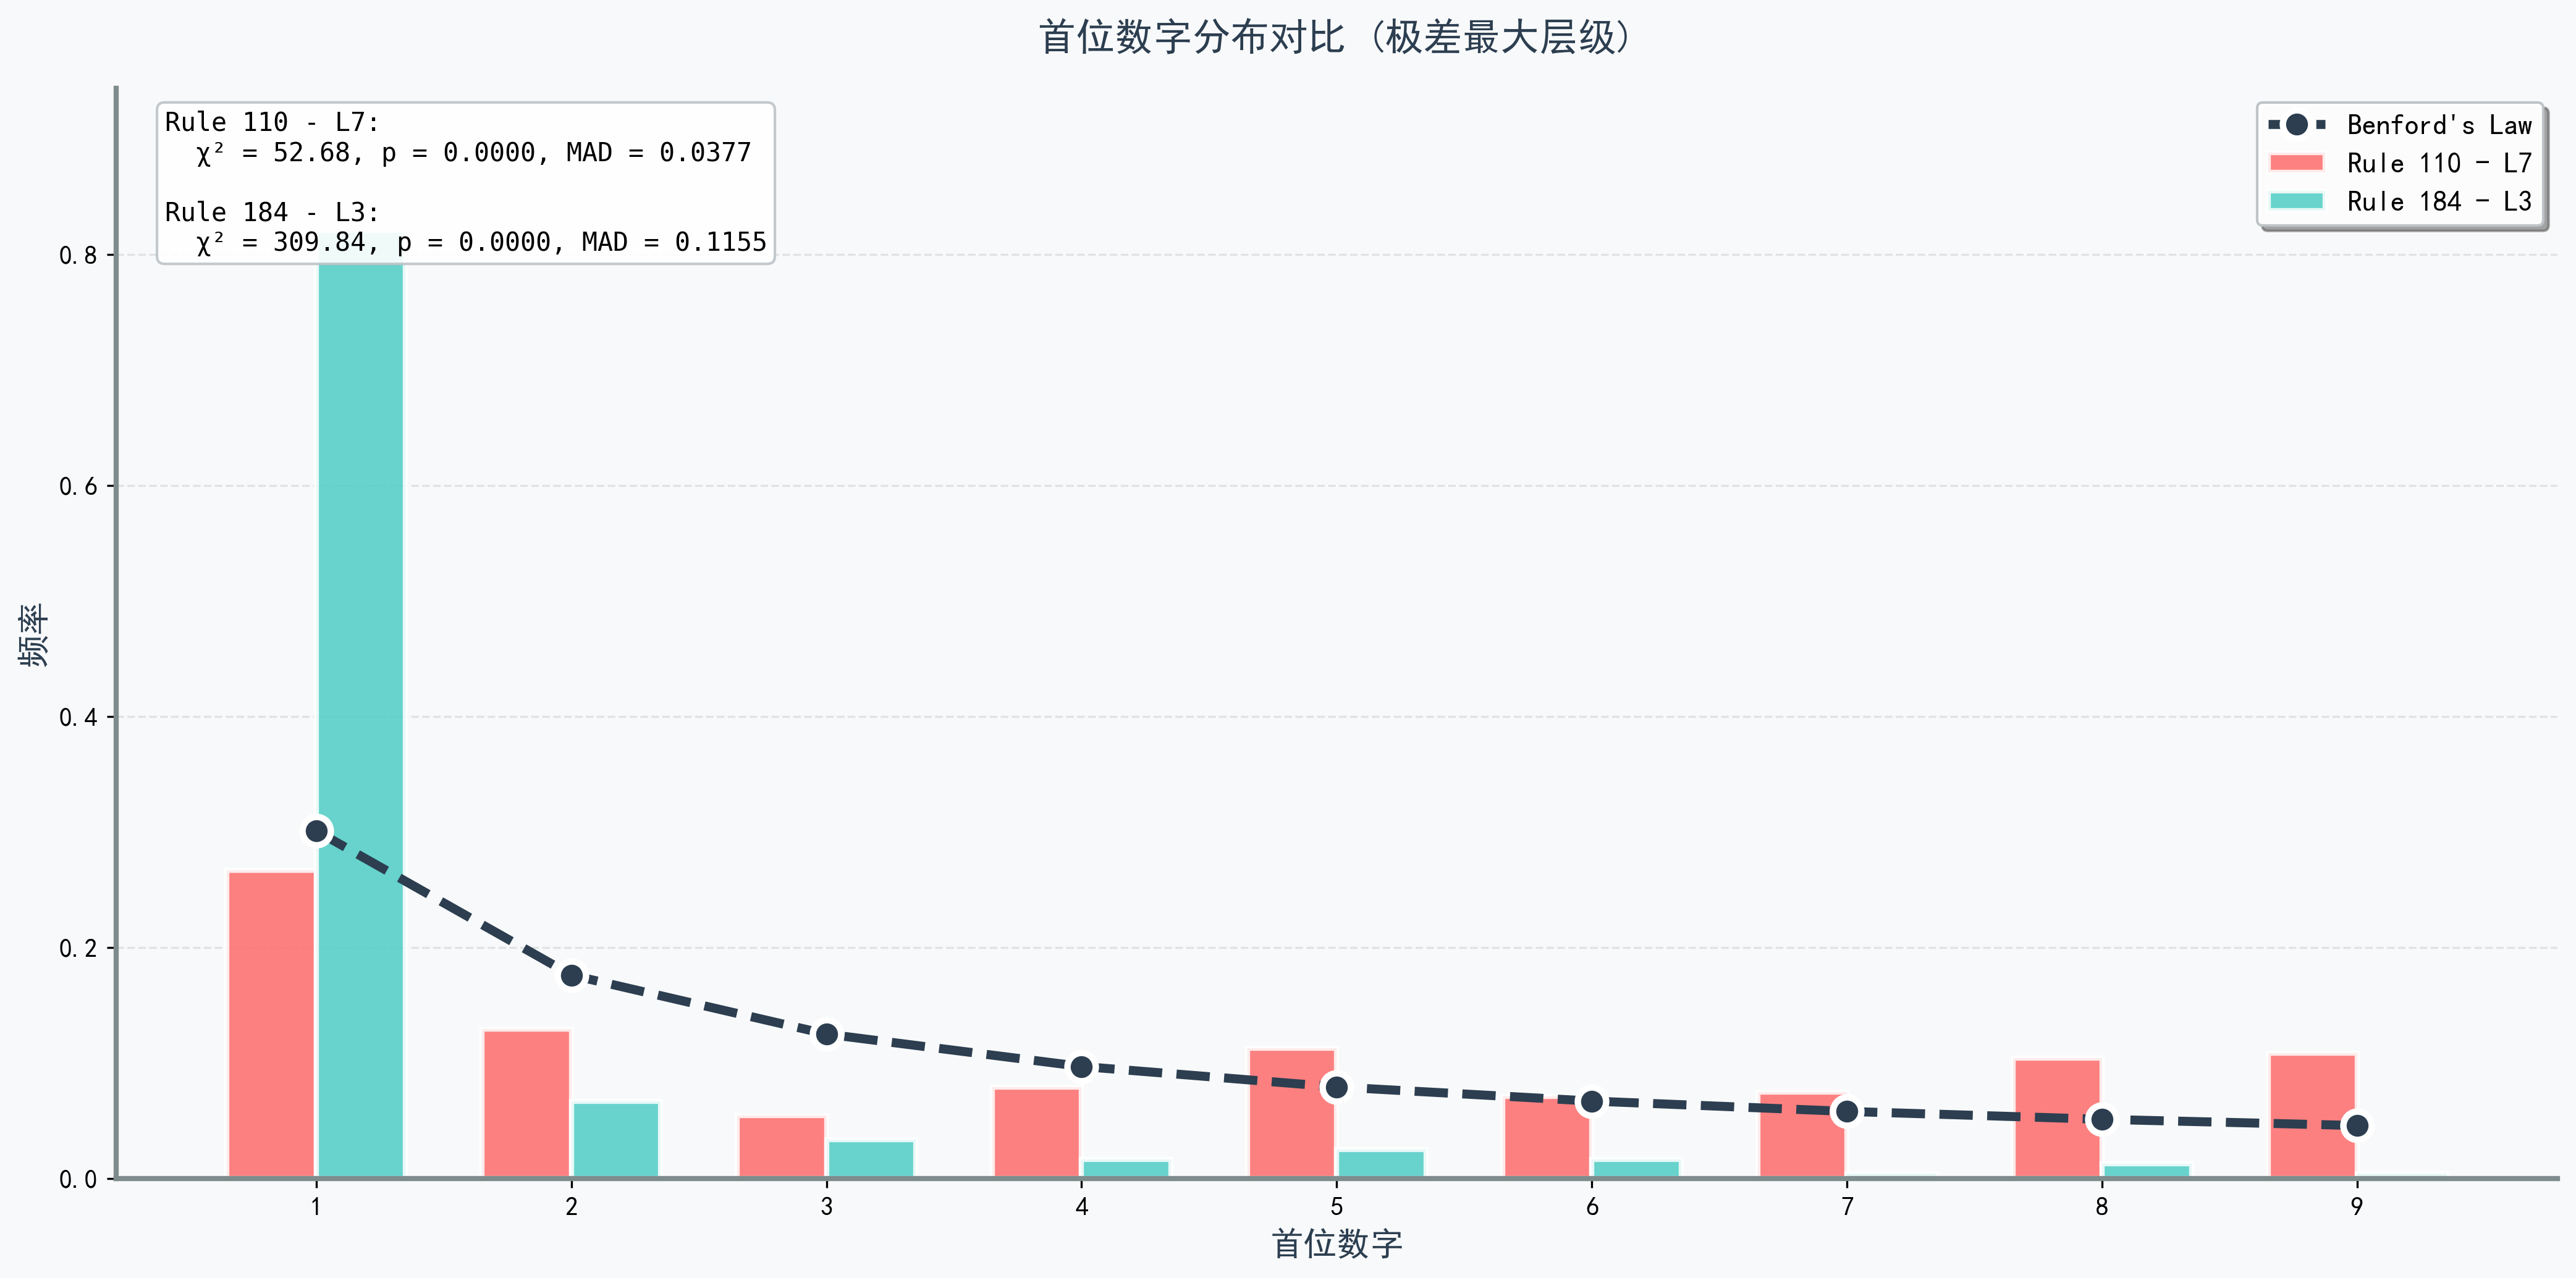 首位数字分布对比 (极差最大层级)
Rule 110 - L7:
χ² = 52.68, p = 0.0000, MAD = 0.0377
Rule 184 - L3:
χ² = 309.84, p = 0.0000, MAD = 0.1155
Benford's Law
Rule 110 - L7
Rule 184 - L3
频率
0.8
0.6
0.4
0.2
0.0
1 2 3 4 5 6 7 8 9
首位数字